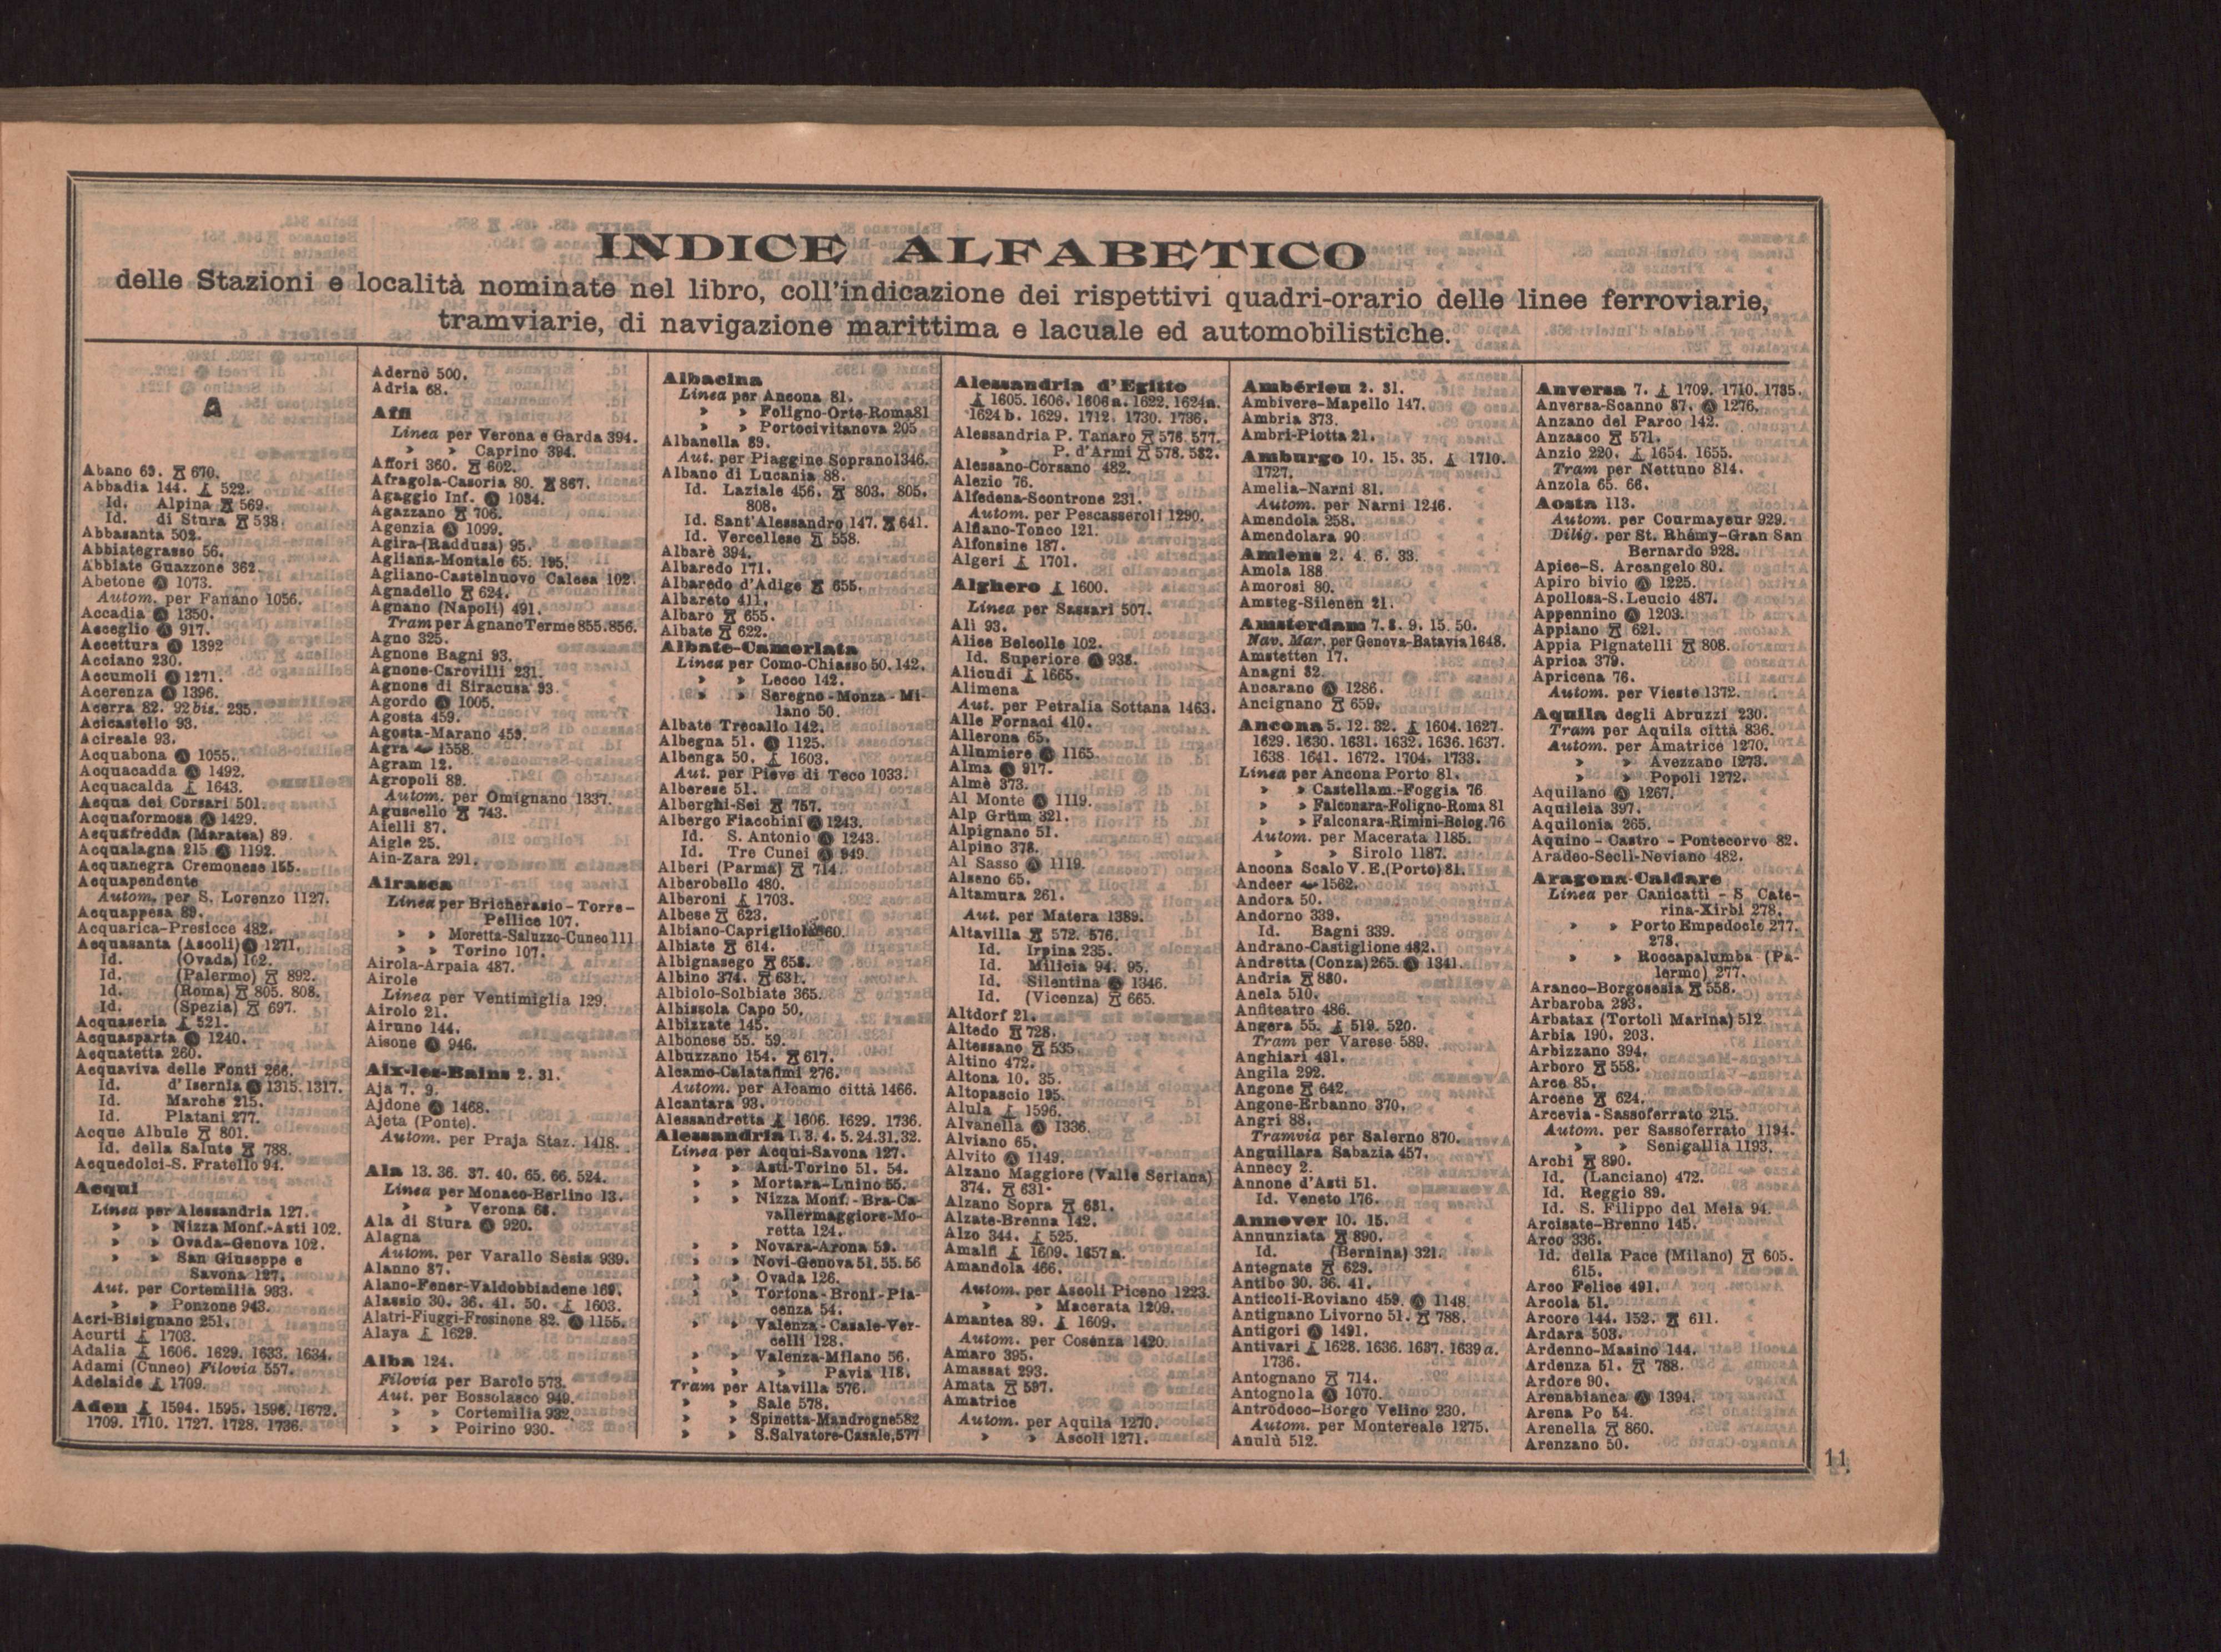 INDICE ALFABETICO
delle Stazioni e località nominate nel libro, coll'indicazione dei rispettivi quadri-orario delle linee ferroviarie,
tramviarie, di navigazione marittima e lacuale ed automobilistiche.
A
Abano 69. 670.
Abbadia 144. 522.
Id. Alpina 569.
Id. di Stura 538.
Abbasanta 502.
Abbiategrasso 56.
Abbiate Guazzone 362.
Abetone 1073.
Autom. per Fanano 1056.
Accadia 1350.
Acceglio 917.
Accettura 1392
Acciano 230.
Accumoli 1271.
Acerenza 1396.
Acerra 82. 92 bis. 235.
Acicastello 93.
Acireale 93.
Acquabona 1055.
Acquacadda 1492.
Acquacalda 1643.
Acqua dei Corsari 501.
Acquaformosa 1429.
Acquafredda (Maratea) 89.
Acqualagna 215. 1192.
Acquanegra Cremonese 155.
Acquapendente
Autom. per S. Lorenzo 1127.
Acquappesa 89.
Acquarica-Presicce 482.
Acquasanta (Ascoli) 1271.
Id. (Ovada) 102.
Id. (Palermo) 892.
Id. (Roma) 805. 808.
Id. (Spezia) 697.
Acquaseria 521.
Acquasparta 1240.
Acquatetta 260.
Acquaviva delle Fonti 266.
Id. d'Isernia 1315. 1317.
Id. Marche 215.
Id. Platani 277.
Acque Albule 801.
Id. della Salute 788.
Acquedolci-S. Fratello 94.
Acqui
Linea per Alessandria 127.
» » Nizza Monf.-Asti 102.
» » Ovada-Genova 102.
» » San Giuseppe e
Savona 127.
Aut. per Cortemilia 933.
» » Ponzone 943.
Acri-Bisignano 251.
Acurti 1703.
Adalia 1606. 1629. 1633. 1634.
Adami (Cuneo) Filovia 557.
Adelaide 1709.
Aden 1594. 1595. 1596. 1672.
1709. 1710. 1727. 1728. 1736.
Adernò 500.
Adria 68.
Affi
Linea per Verona e Garda 394.
» » Caprino 394.
Affori 360. 602.
Afragola-Casoria 80. 867.
Agaggio Inf. 1034.
Agazzano 706.
Agenzia 1099.
Agira-(Raddusa) 95.
Agliana-Montale 65. 195.
Agliano-Castelnuovo Calcea 102.
Agnadello 624.
Agnano (Napoli) 491.
Tram per Agnano Terme 855. 856.
Agno 325.
Agnone Bagni 93.
Agnone-Carovilli 231.
Agnone di Siracusa 93.
Agordo 1005.
Agosta 459.
Agosta-Marano 459.
Agra 1558.
Agram 12.
Agropoli 89.
Autom. per Omignano 1337.
Aguscello 743.
Aielli 87.
Aigle 25.
Ain-Zara 291.
Airasca
Linea per Bricherasio-Torre-
Pellice 107.
» » Moretta-Saluzzo-Cuneo 111
» » Torino 107.
Airola-Arpaia 487.
Airole
Linea per Ventimiglia 129.
Airolo 21.
Airuno 144.
Aisone 946.
Aix-les-Bains 2. 31.
Aja 7. 9.
Ajdone 1468.
Ajeta (Ponte).
Autom. per Praja Staz. 1418.
Ala 13. 36. 37. 40. 65. 66. 524.
Linea per Monaco-Berlino 13.
» » Verona 66.
Ala di Stura 920.
Alagna
Autom. per Varallo Sesia 939.
Alanno 87.
Alano-Fener-Valdobbiadene 169.
Alassio 30. 36. 41. 50. 1603.
Alatri-Fiuggi-Frosinone 82. 1155.
Alaya 1629.
Alba 124.
Filovia per Barolo 573.
Aut. per Bossolasco 949.
» » Cortemilia 932.
» » Poirino 930.
Albacina
Linea per Ancona 81.
» » Foligno-Orte-Roma 81
» » Portocivitanova 205
Albanella 89.
Aut. per Piaggine Soprano 1346.
Albano di Lucania 88.
Id. Laziale 456. 803. 805.
808.
Id. Sant'Alessandro 147. 641.
Id. Vercellese 558.
Albarè 394.
Albaredo 171.
Albaredo d'Adige 655.
Albareto 411.
Albaro 655.
Albate 622.
Albate-Camerlata
Linea per Como-Chiasso 50. 142.
» » Lecco 142.
» » Seregno-Monza-Mi-
lano 50.
Albate Trecallo 142.
Albegna 51. 1125.
Albenga 50. 1603.
Aut. per Pieve di Teco 1033.
Alberese 51.
Alberghi-Sei 757.
Albergo Fiacchini 1243.
Id. S. Antonio 1243.
Id. Tre Cunei 949.
Alberi (Parma) 714.
Alberobello 480.
Alberoni 1703.
Albese 623.
Albiano-Caprigliola 60.
Albiate 614.
Albignasego 658.
Albino 374. 631.
Albiolo-Solbiate 365.
Albissola Capo 50.
Albizzate 145.
Albonese 55. 59.
Albuzzano 154. 617.
Alcamo-Calatafimi 276.
Autom. per Alcamo città 1466.
Alcantara 93.
Alessandretta 1606. 1629. 1736.
Alessandria 1. 3. 4. 5. 24. 31. 32.
Linea per Acqui-Savona 127.
» » Asti-Torino 51. 54.
» » Mortara-Luino 55.
» » Nizza Monf.-Bra-Ca-
vallermaggiore-Mo-
retta 124.
» » Novara-Arona 59.
» » Novi-Genova 51. 55. 56
» » Ovada 126.
» » Tortona-Broni-Pia-
cenza 54.
» » Valenza-Casale-Ver-
celli 128.
» » Valenza-Milano 56.
» » » Pavia 118.
Tram per Altavilla 576.
» » Sale 578.
» » Spinetta-Mandrogne 582
» » S. Salvatore-Casale, 577
Alessandria d'Egitto
1605. 1606. 1606 a. 1622. 1624 a.
1624 b. 1629. 1712. 1730. 1736.
Alessandria P. Tanaro 576. 577.
» P. d'Armi 578. 582.
Alessano-Corsano 482.
Alezio 76.
Alfedena-Scontrone 231.
Autom. per Pescasseroli 1290.
Alfiano-Tonco 121.
Alfonsine 187.
Algeri 1701.
Alghero 1600.
Linea per Sassari 507.
Alì 93.
Alice Belcolle 102.
Id. Superiore 938.
Alicudi 1665.
Alimena
Aut. per Petralia Sottana 1463.
Alle Fornaci 410.
Allerona 65.
Allumiere 1165.
Alma 917.
Almè 373.
Al Monte 1119.
Alp Grüm 321.
Alpignano 51.
Alpino 378.
Al Sasso 1119.
Alseno 65.
Altamura 261.
Aut. per Matera 1389.
Altavilla 572. 576.
Id. Irpina 235.
Id. Milicia 94. 95.
Id. Silentina 1346.
Id. (Vicenza) 665.
Altdorf 21.
Altedo 728.
Altessano 535.
Altino 472.
Altona 10. 35.
Altopascio 195.
Alula 1596.
Alvanella 1336.
Alviano 65.
Alvito 1149.
Alzano Maggiore (Valle Seriana)
374. 631.
Alzano Sopra 631.
Alzate-Brenna 142.
Alzo 344. 525.
Amalfi 1609. 1657 a.
Amandola 466.
Autom. per Ascoli Piceno 1223.
» » Macerata 1209.
Amantea 89. 1609.
Autom. per Cosenza 1420.
Amaro 395.
Amassat 293.
Amata 597.
Amatrice
Autom. per Aquila 1270.
» » Ascoli 1271.
Ambérieu 2. 31.
Ambivere-Mapello 147.
Ambria 373.
Ambri-Piotta 21.
Amburgo 10. 15. 35. 1710.
1727.
Amelia-Narni 81.
Autom. per Narni 1246.
Amendola 258.
Amendolara 90
Amiens 2. 4. 6. 33.
Amola 188
Amorosi 80.
Amsteg-Silenen 21.
Amsterdam 7. 8. 9. 15. 50.
Nav. Mar. per Genova-Batavia 1648.
Amstetten 17.
Anagni 82.
Ancarano 1286.
Ancignano 659.
Ancona 5. 12. 32. 1604. 1627.
1629. 1630. 1631. 1632. 1636. 1637.
1638 1641. 1672. 1704. 1733.
Linea per Ancona Porto 81.
» » Castellam.-Foggia 76
» » Falconara-Foligno-Roma 81
» » Falconara-Rimini-Bolog. 76
Autom. per Macerata 1185.
» » Sirolo 1187.
Ancona Scalo V. E. (Porto) 81.
Andeer 1562.
Andora 50.
Andorno 339.
Id. Bagni 339.
Andrano-Castiglione 482.
Andretta (Conza) 265. 1341.
Andria 880.
Anela 510.
Anfiteatro 486.
Angera 55. 519. 520.
Tram per Varese 589.
Anghiari 491.
Angila 292.
Angone 642.
Angone-Erbanno 370.
Angri 88.
Tramvia per Salerno 870.
Anguillara Sabazia 457.
Annecy 2.
Annone d'Asti 51.
Id. Veneto 176.
Annover 10. 15.
Annunziata 890.
Id. (Bernina) 321.
Antegnate 629.
Antibo 30. 36. 41.
Anticoli-Roviano 459. 1148.
Antignano Livorno 51. 788.
Antigori 1491.
Antivari 1628. 1636. 1637. 1639 a.
1736.
Antognano 714.
Antognola 1070.
Antrodoco-Borgo Velino 230.
Autom. per Montereale 1275.
Anulù 512.
Anversa 7. 1709. 1710. 1735.
Anversa-Scanno 87. 1276.
Anzano del Parco 142.
Anzasco 571.
Anzio 220. 1654. 1655.
Tram per Nettuno 814.
Anzola 65. 66.
Aosta 113.
Autom. per Courmayeur 929.
Dilig. per St. Rhémy-Gran San
Bernardo 928.
Apice-S. Arcangelo 80.
Apiro bivio 1225.
Apollosa-S. Leucio 487.
Appennino 1203.
Appiano 621.
Appia Pignatelli 808.
Aprica 379.
Apricena 76.
Autom. per Vieste 1372.
Aquila degli Abruzzi 230.
Tram per Aquila città 836.
Autom. per Amatrice 1270.
» » Avezzano 1273.
» » Popoli 1272.
Aquilano 1267.
Aquileia 397.
Aquilonia 265.
Aquino-Castro-Pontecorvo 82.
Aradeo-Seclì-Neviano 482.
Aragona-Caldare
Linea per Canicattì - S. Cate-
rina-Xirbi 278.
» » Porto Empedocle 277.
278.
» » Roccapalumba (Pa-
lermo) 277.
Aranco-Borgosesia 558.
Arbaroba 293.
Arbatax (Tortolì Marina) 512
Arbia 190. 203.
Arbizzano 394.
Arboro 558.
Arce 85.
Arcene 624.
Arcevia-Sassoferrato 215.
Autom. per Sassoferrato 1194.
» » Senigallia 1193.
Archi 890.
Id. (Lanciano) 472.
Id. Reggio 89.
Id. S. Filippo del Mela 94.
Arcisate-Brenno 145.
Arco 336.
Id. della Pace (Milano) 605.
615.
Arco Felice 491.
Arcola 51.
Arcore 144. 152. 611.
Ardara 503.
Ardenno-Masino 144.
Ardenza 51. 788.
Ardore 90.
Arenabianca 1394.
Arena Po 54.
Arenella 860.
Arenzano 50.
11